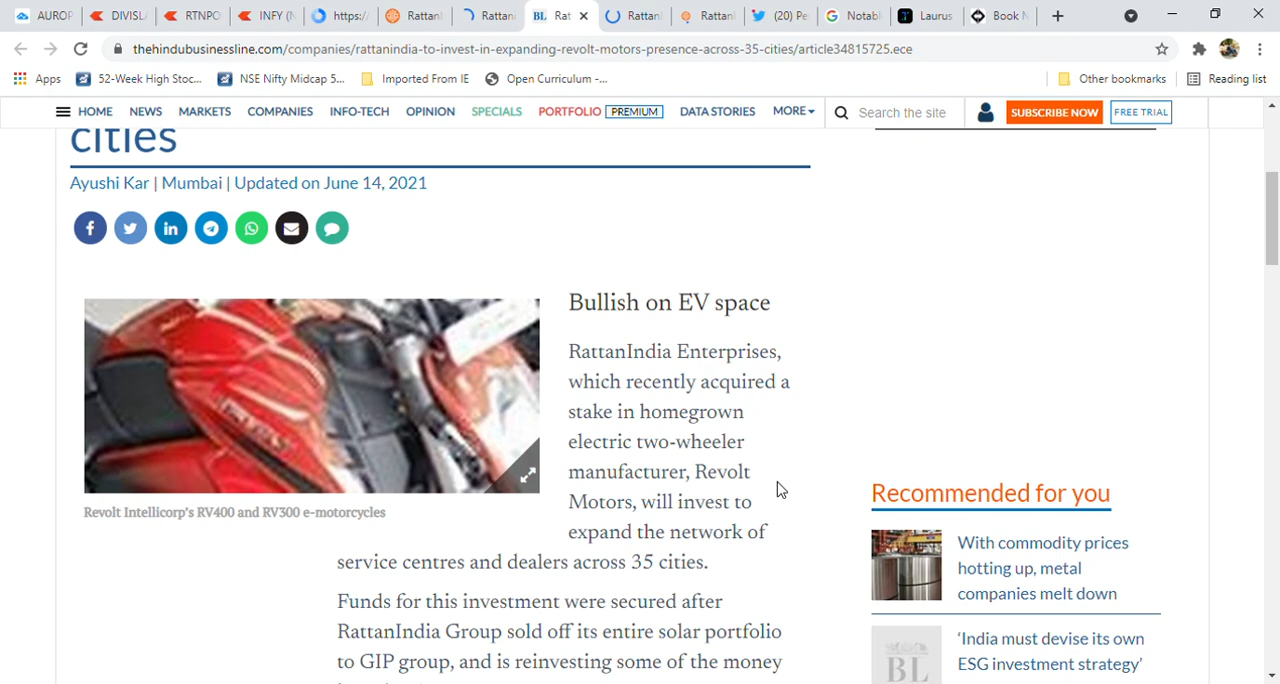 AUROP
DIVISL
RTNPO
INFY (N
https:/
Rattan
Rattani
BL Rat
Rattan
Rattan
(20) Pe
Notabl
Laurus
Book N
thehindubusinessline.com/companies/rattanindia-to-invest-in-expanding-revolt-motors-presence-across-35-cities/article34815725.ece
Apps 52-Week High Stoc... NSE Nifty Midcap 5... Imported From IE Open Curriculum -... Other bookmarks Reading list
HOME NEWS MARKETS COMPANIES INFO-TECH OPINION SPECIALS PORTFOLIO PREMIUM DATA STORIES MORE Search the site SUBSCRIBE NOW FREE TRIAL
cities
Ayushi Kar | Mumbai | Updated on June 14, 2021
Revolt Intellicorp's RV400 and RV300 e-motorcycles
Bullish on EV space
RattanIndia Enterprises,
which recently acquired a
stake in homegrown
electric two-wheeler
manufacturer, Revolt
Motors, will invest to
expand the network of
service centres and dealers across 35 cities.
Funds for this investment were secured after
RattanIndia Group sold off its entire solar portfolio
to GIP group, and is reinvesting some of the money
Recommended for you
With commodity prices
hotting up, metal
companies melt down
BL
‘India must devise its own
ESG investment strategy’